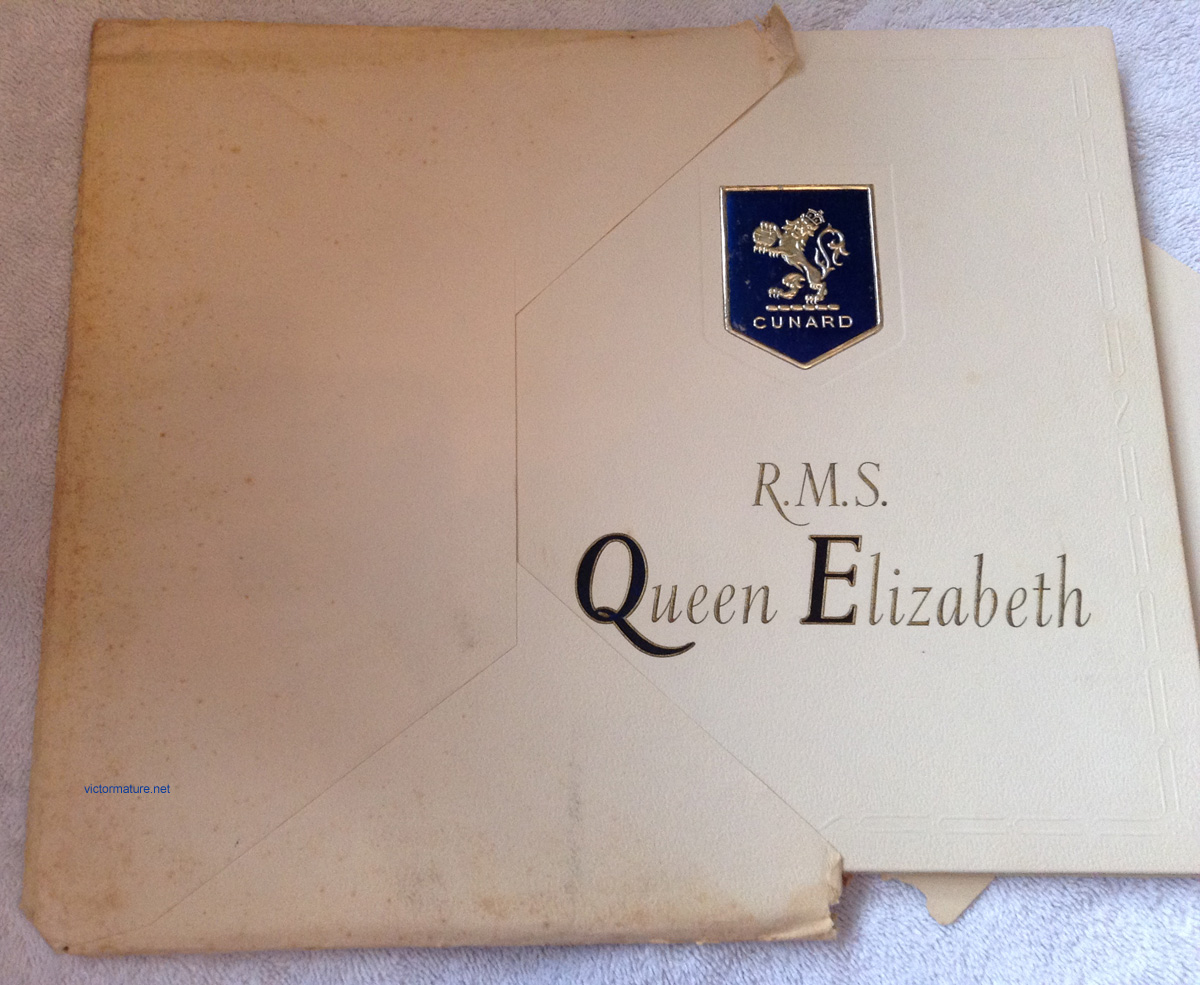 CUNARD
R.M.S.
Queen Elizabeth
victormature.net